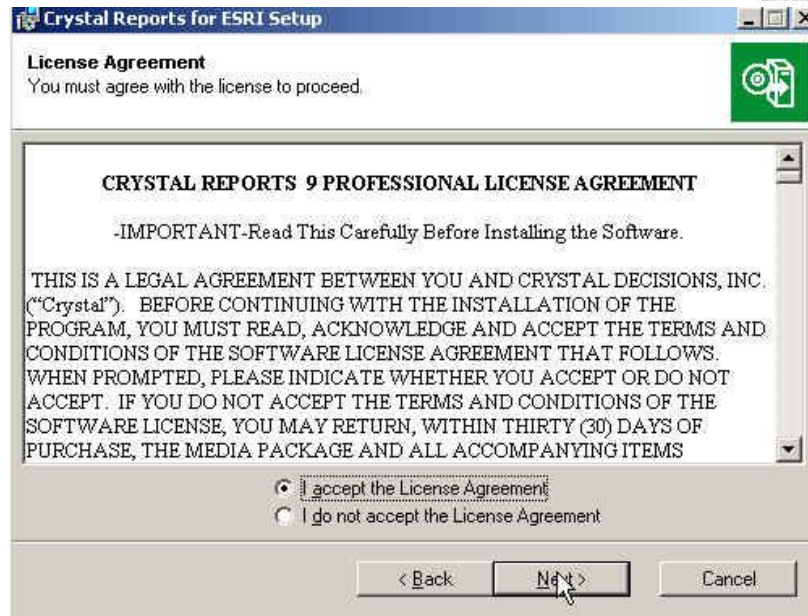 Crystal Reports for ESRI Setup
License Agreement
You must agree with the license to proceed.
CRYSTAL REPORTS 9 PROFESSIONAL LICENSE AGREEMENT
-IMPORTANT-Read This Carefully Before Installing the Software.
THIS IS A LEGAL AGREEMENT BETWEEN YOU AND CRYSTAL DECISIONS, INC.
("Crystal"). BEFORE CONTINUING WITH THE INSTALLATION OF THE
PROGRAM, YOU MUST READ, ACKNOWLEDGE AND ACCEPT THE TERMS AND
CONDITIONS OF THE SOFTWARE LICENSE AGREEMENT THAT FOLLOWS.
WHEN PROMPTED, PLEASE INDICATE WHETHER YOU ACCEPT OR DO NOT
ACCEPT. IF YOU DO NOT ACCEPT THE TERMS AND CONDITIONS OF THE
SOFTWARE LICENSE, YOU MAY RETURN, WITHIN THIRTY (30) DAYS OF
PURCHASE, THE MEDIA PACKAGE AND ALL ACCOMPANYING ITEMS
I accept the License Agreement
I do not accept the License Agreement
< Back Next > Cancel